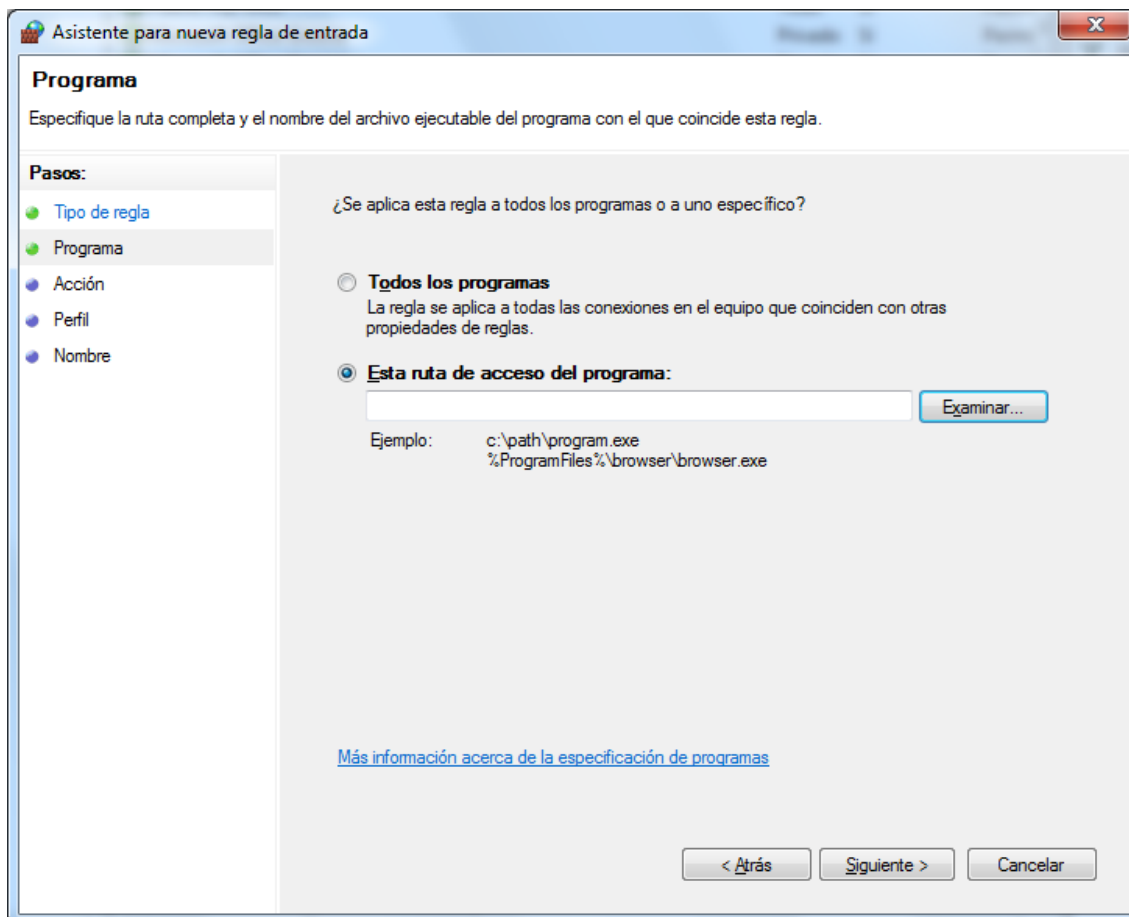 Asistente para nueva regla de entrada
Programa
Especifique la ruta completa y el nombre del archivo ejecutable del programa con el que coincide esta regla.
Pasos:
Tipo de regla
Programa
Acción
Perfil
Nombre
¿Se aplica esta regla a todos los programas o a uno específico?
Todos los programas
La regla se aplica a todas las conexiones en el equipo que coinciden con otras
propiedades de reglas.
Esta ruta de acceso del programa:
Examinar...
Ejemplo: c:\path\program.exe
%ProgramFiles%\browser\browser.exe
Más información acerca de la especificación de programas
< Atrás Siguiente > Cancelar